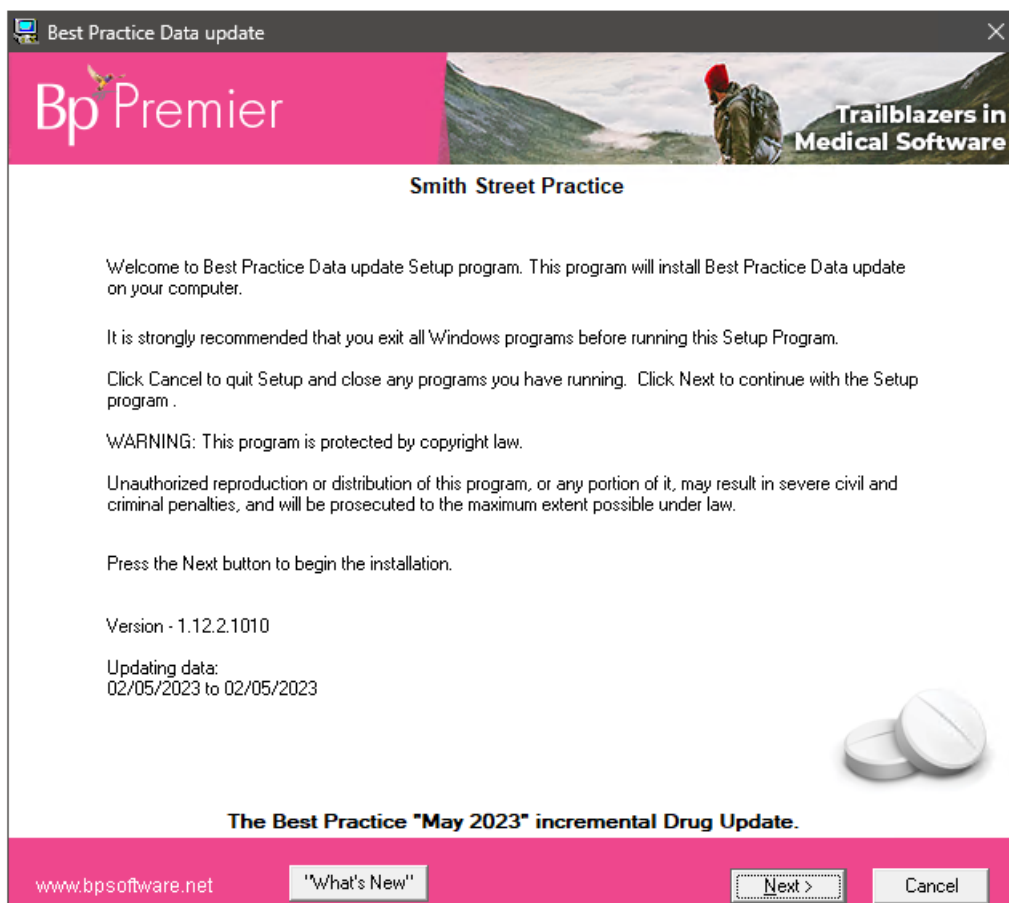 Best Practice Data update
Bp Premier
Trailblazers in
Medical Software
Smith Street Practice
Welcome to Best Practice Data update Setup program. This program will install Best Practice Data update
on your computer.
It is strongly recommended that you exit all Windows programs before running this Setup Program.
Click Cancel to quit Setup and close any programs you have running.  Click Next to continue with the Setup
program .
WARNING: This program is protected by copyright law.
Unauthorized reproduction or distribution of this program, or any portion of it, may result in severe civil and
criminal penalties, and will be prosecuted to the maximum extent possible under law.
Press the Next button to begin the installation.
Version - 1.12.2.1010
Updating data:
02/05/2023 to 02/05/2023
The Best Practice "May 2023" incremental Drug Update.
www.bpsoftware.net "What's New" Next > Cancel